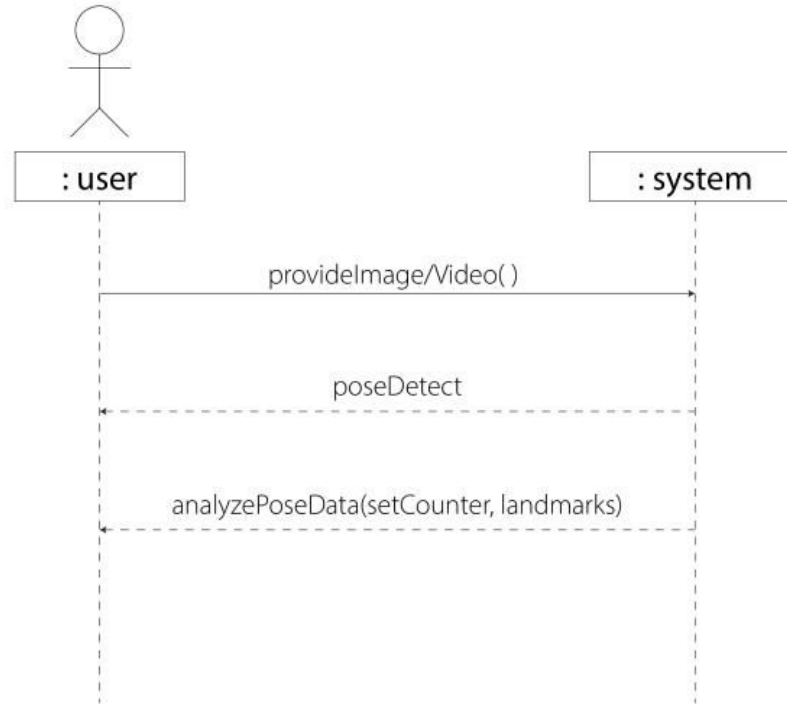 : user
: system
provideImage/Video( )
poseDetect
analyzePoseData(setCounter, landmarks)